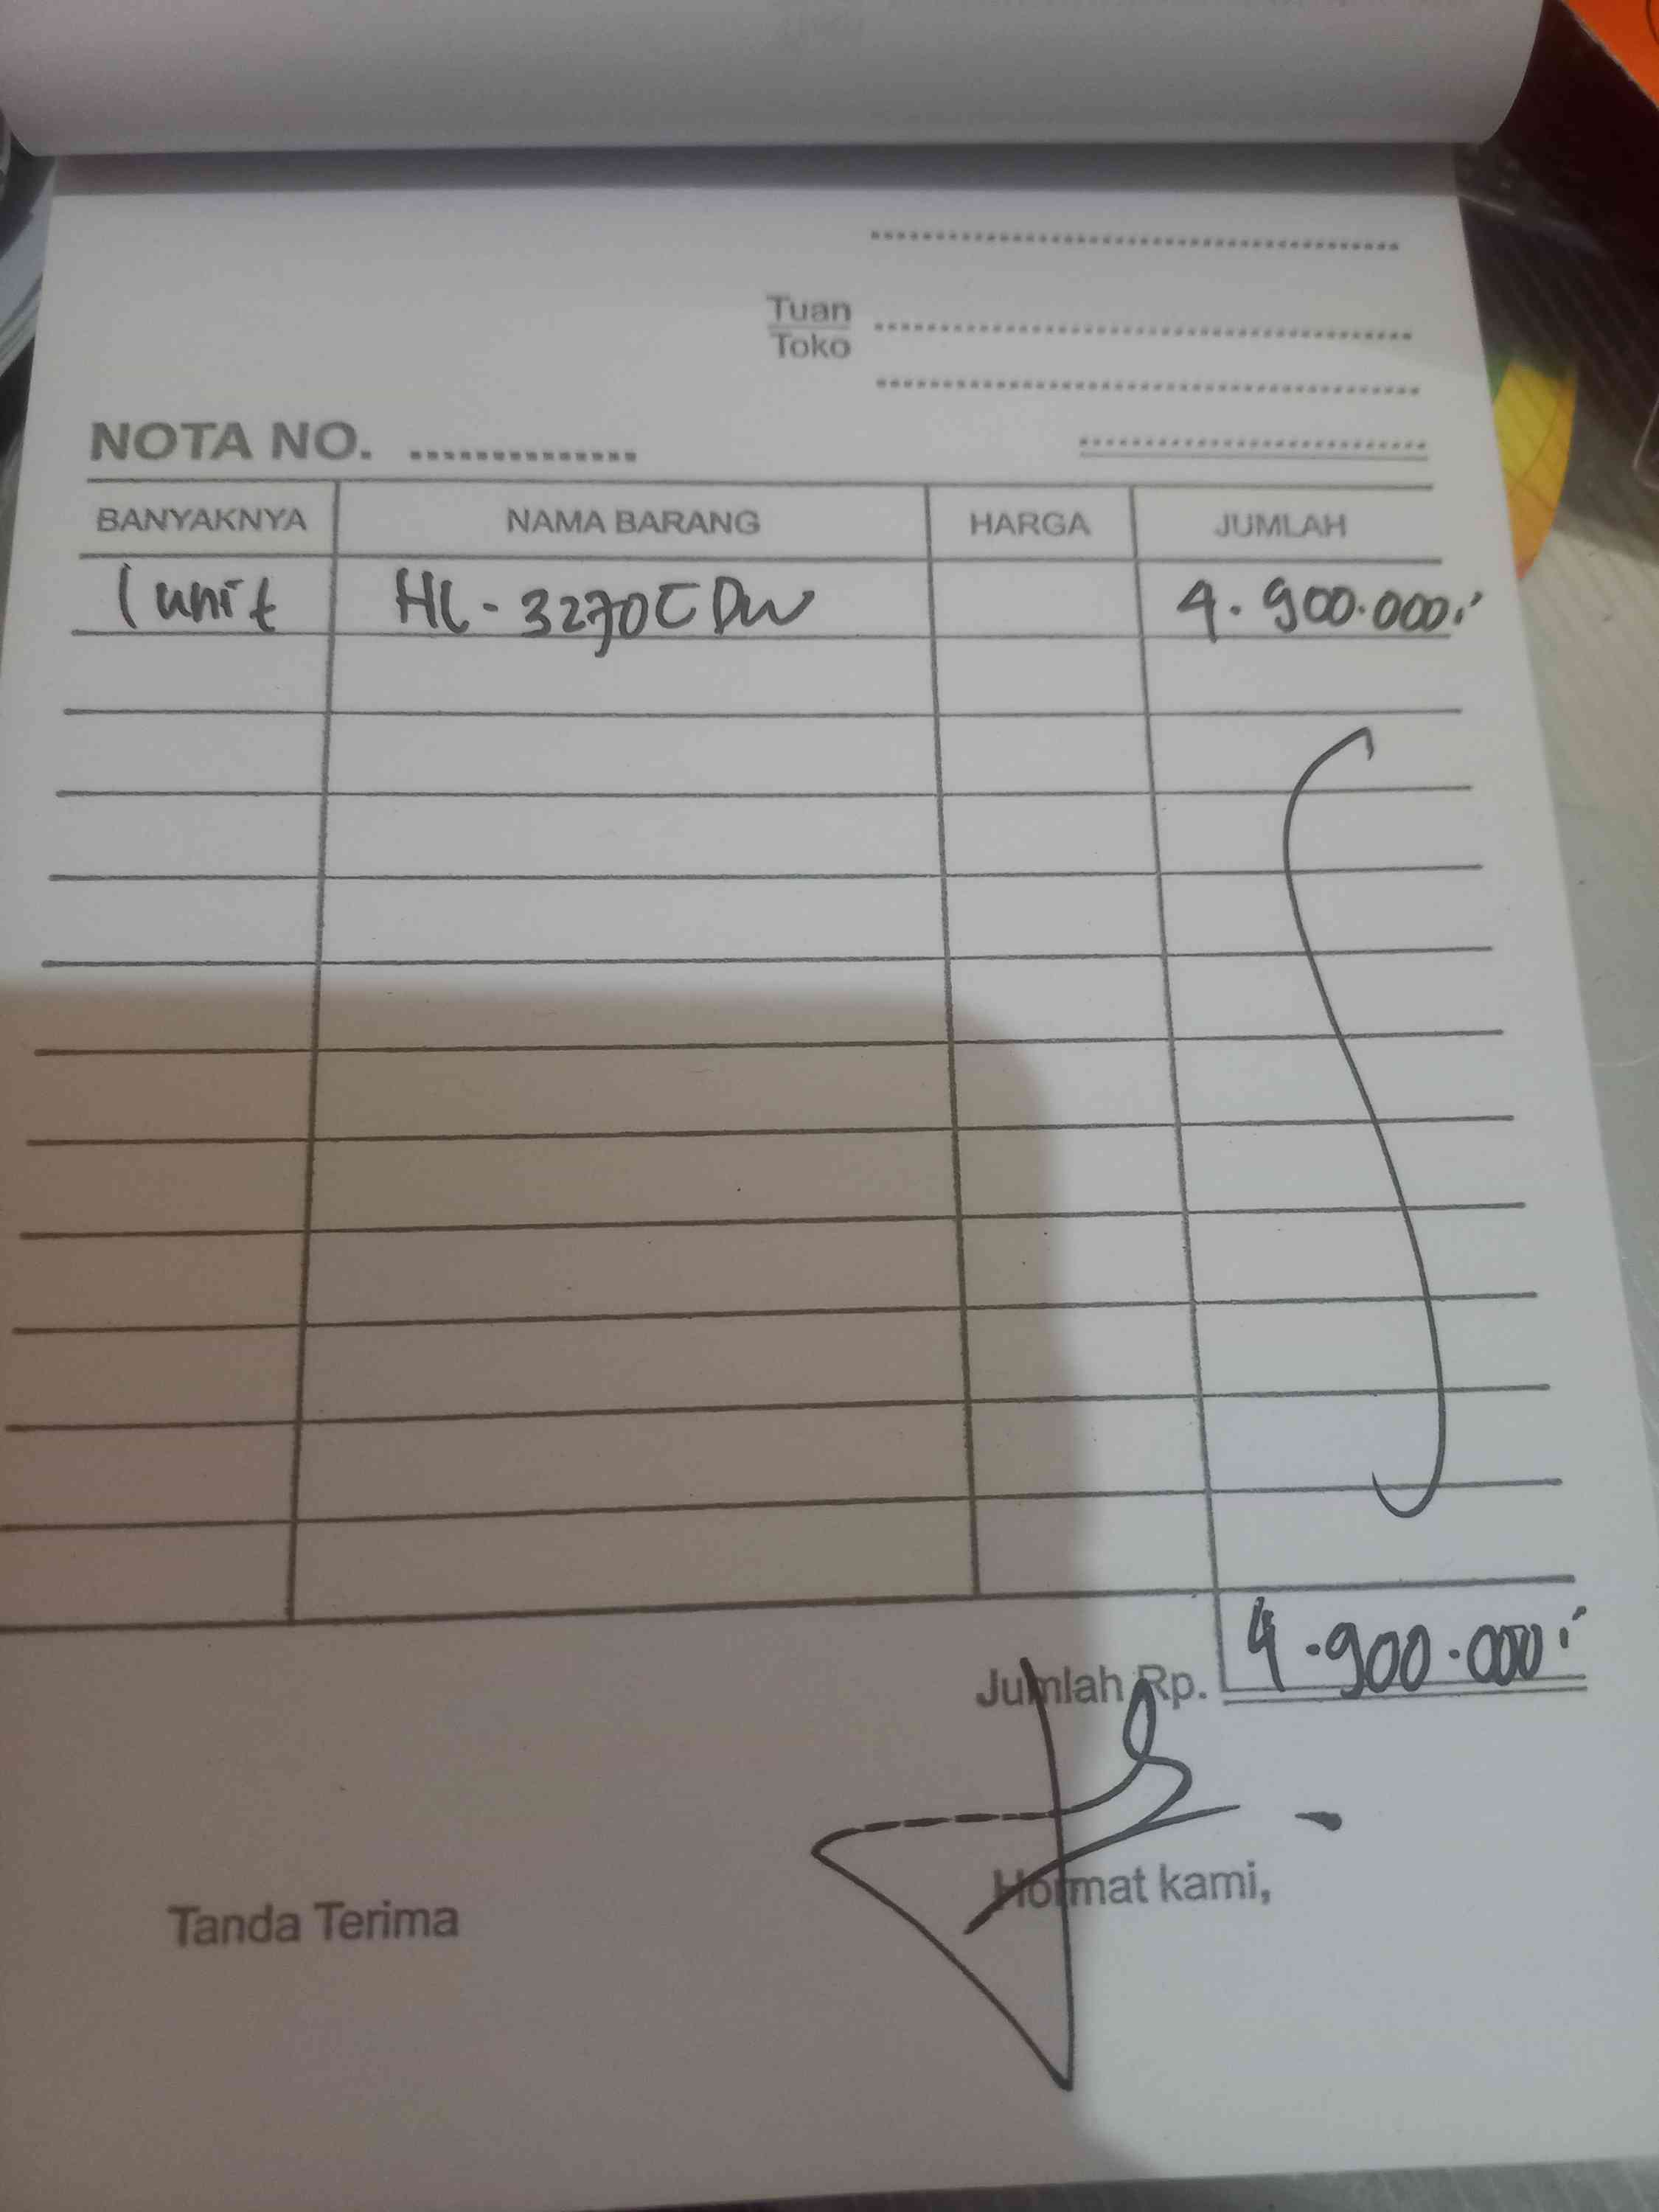 Tuan
Toko
NOTA NO. ..............
BANYAKNYA NAMA BARANG HARGA JUMLAH
1 unit HL-3270CDW 4.900.000
Jumlah Rp. 4.900.000
Tanda Terima Hormat kami,